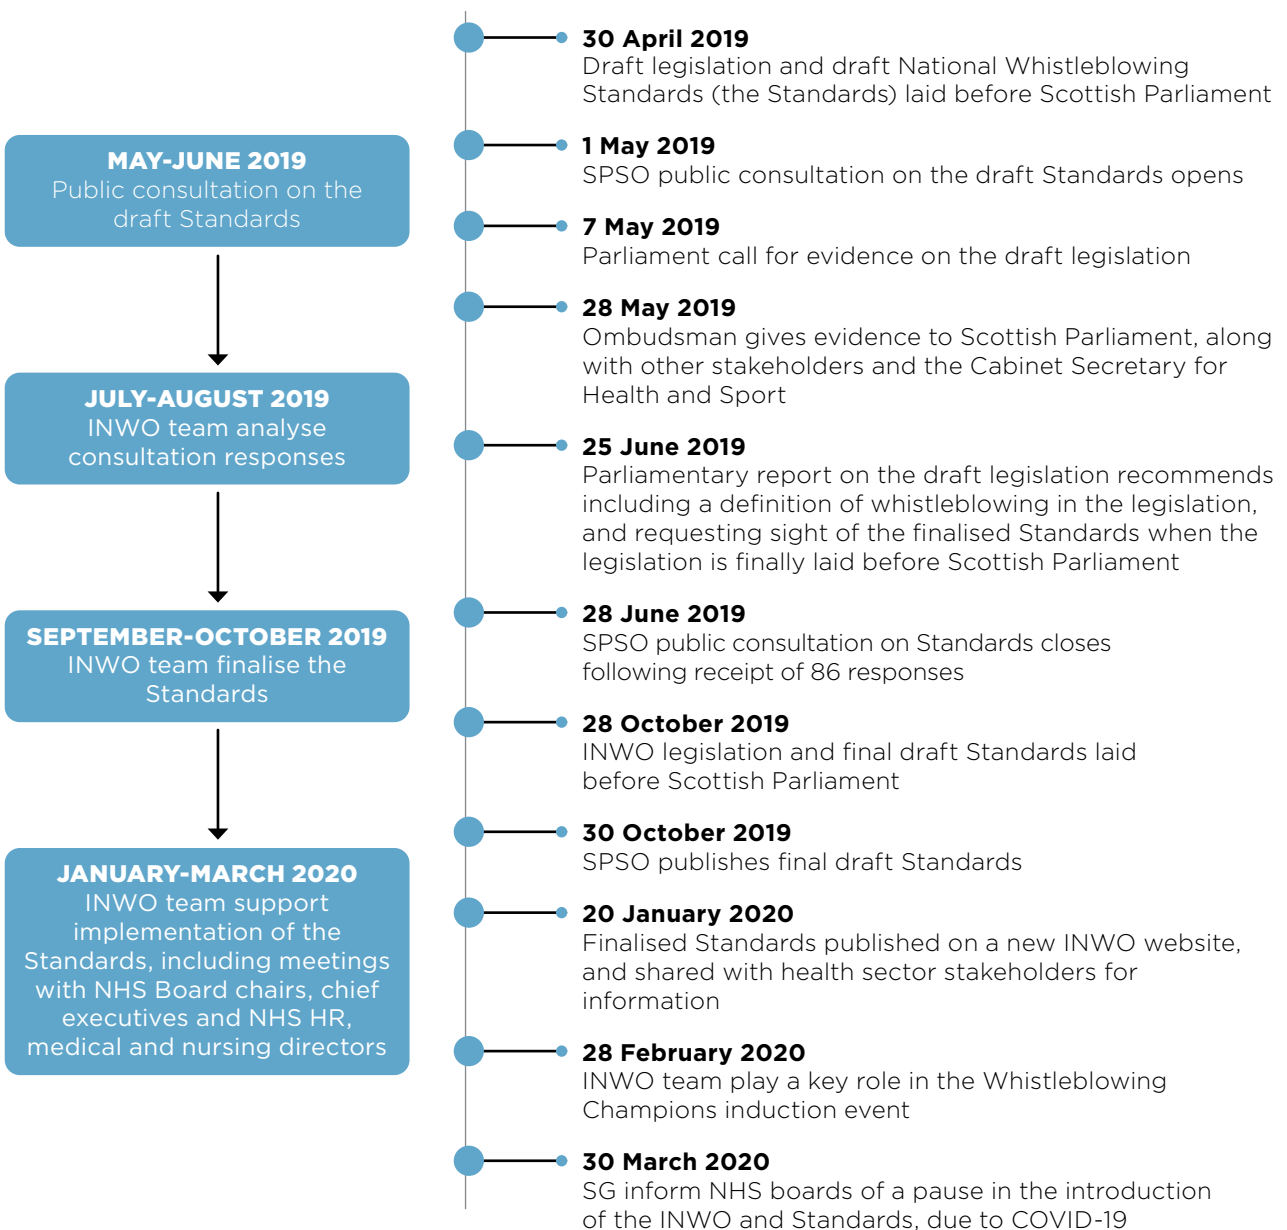 MAY-JUNE 2019
Public consultation on the
draft Standards
JULY-AUGUST 2019
INWO team analyse
consultation responses
SEPTEMBER-OCTOBER 2019
INWO team finalise the
Standards
JANUARY-MARCH 2020
INWO team support
implementation of the
Standards, including meetings
with NHS Board chairs, chief
executives and NHS HR,
medical and nursing directors
30 April 2019
Draft legislation and draft National Whistleblowing
Standards (the Standards) laid before Scottish Parliament
1 May 2019
SPSO public consultation on the draft Standards opens
7 May 2019
Parliament call for evidence on the draft legislation
28 May 2019
Ombudsman gives evidence to Scottish Parliament, along
with other stakeholders and the Cabinet Secretary for
Health and Sport
25 June 2019
Parliamentary report on the draft legislation recommends
including a definition of whistleblowing in the legislation,
and requesting sight of the finalised Standards when the
legislation is finally laid before Scottish Parliament
28 June 2019
SPSO public consultation on Standards closes
following receipt of 86 responses
28 October 2019
INWO legislation and final draft Standards laid
before Scottish Parliament
30 October 2019
SPSO publishes final draft Standards
20 January 2020
Finalised Standards published on a new INWO website,
and shared with health sector stakeholders for
information
28 February 2020
INWO team play a key role in the Whistleblowing
Champions induction event
30 March 2020
SG inform NHS boards of a pause in the introduction
of the INWO and Standards, due to COVID-19